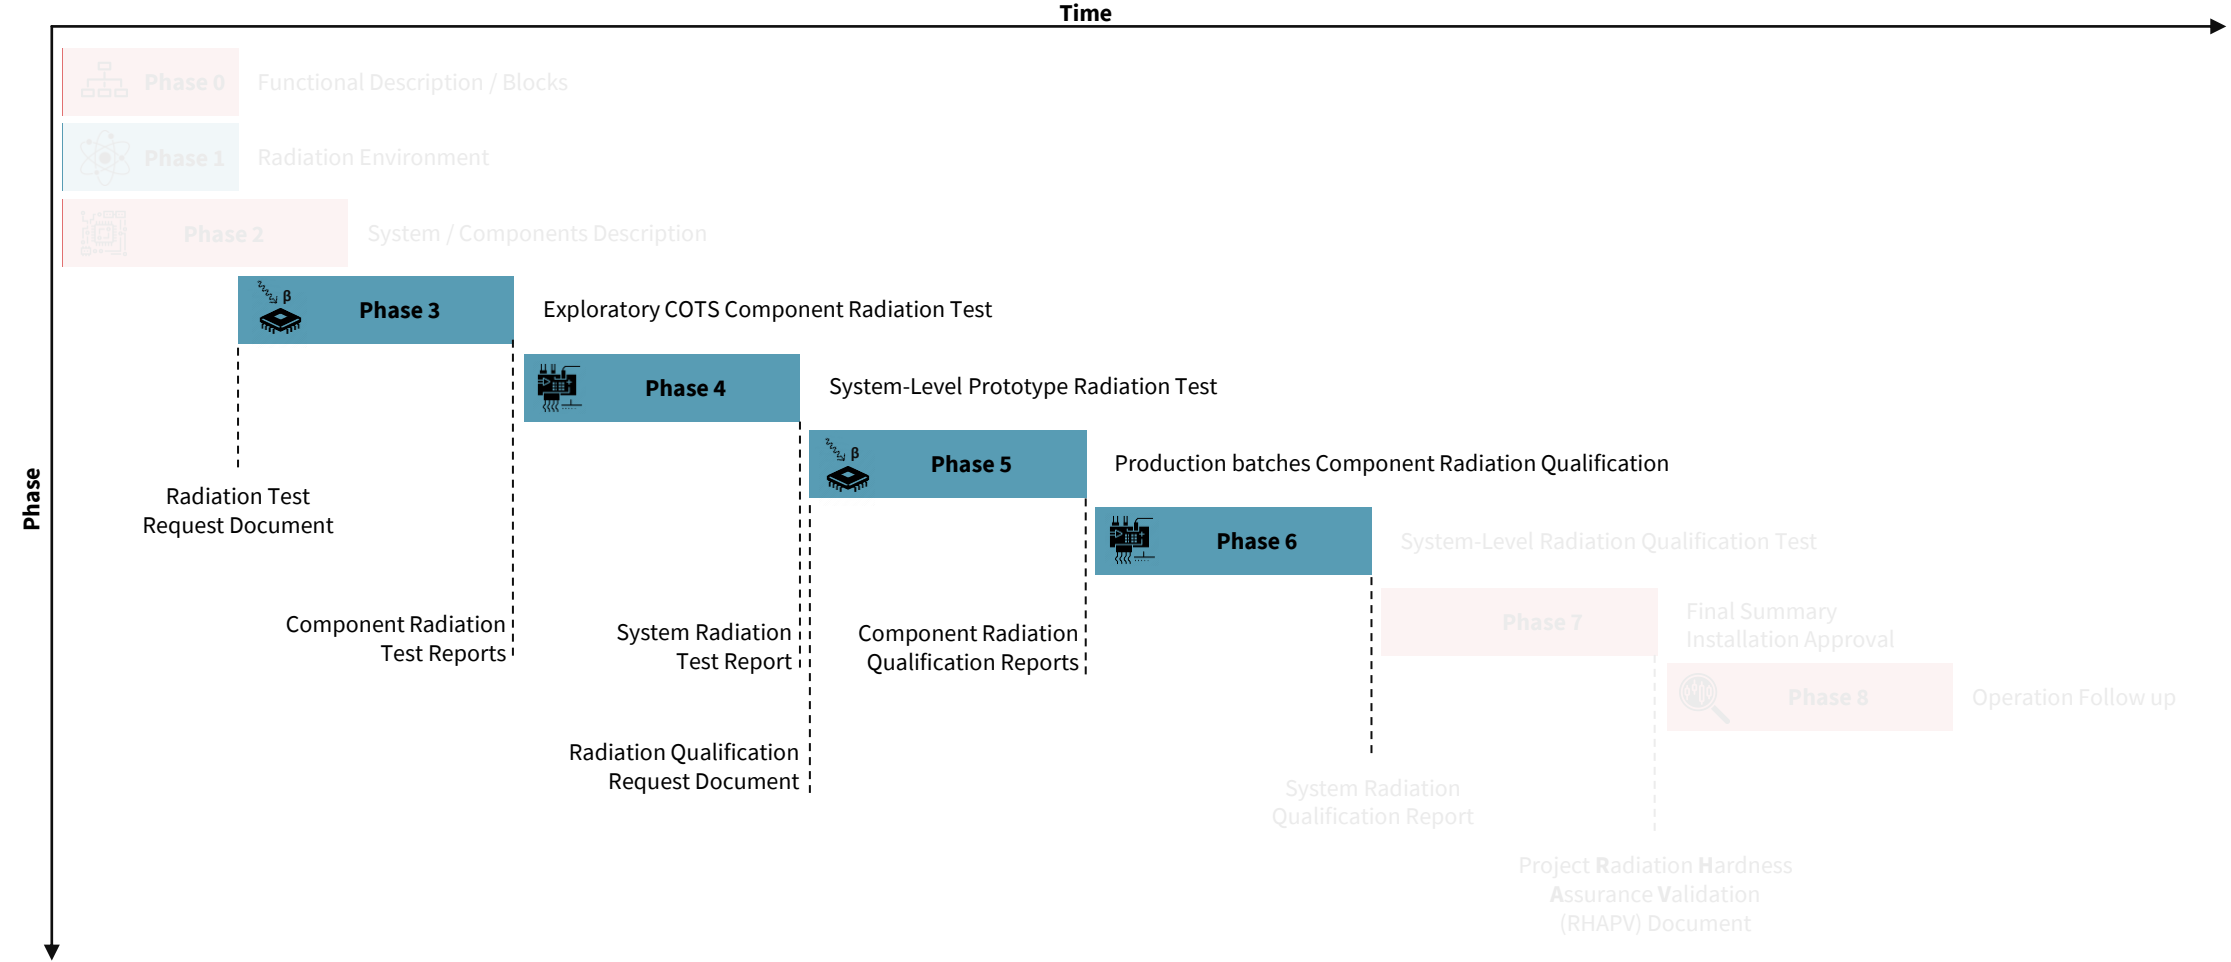 Time
Phase
Phase 0
Functional Description / Blocks
Phase 1
Radiation Environment
Phase 2
System / Components Description
β
Phase 3
Exploratory COTS Component Radiation Test
Phase 4
System-Level Prototype Radiation Test
β
Phase 5
Production batches Component Radiation Qualification
Phase 6
System-Level Radiation Qualification Test
Phase 7
Final Summary
Installation Approval
Phase 8
Operation Follow up
Radiation Test
Request Document
Component Radiation
Test Reports
System Radiation
Test Report
Component Radiation
Qualification Reports
Radiation Qualification
Request Document
System Radiation
Qualification Report
Project Radiation Hardness
Assurance Validation
(RHAPV) Document